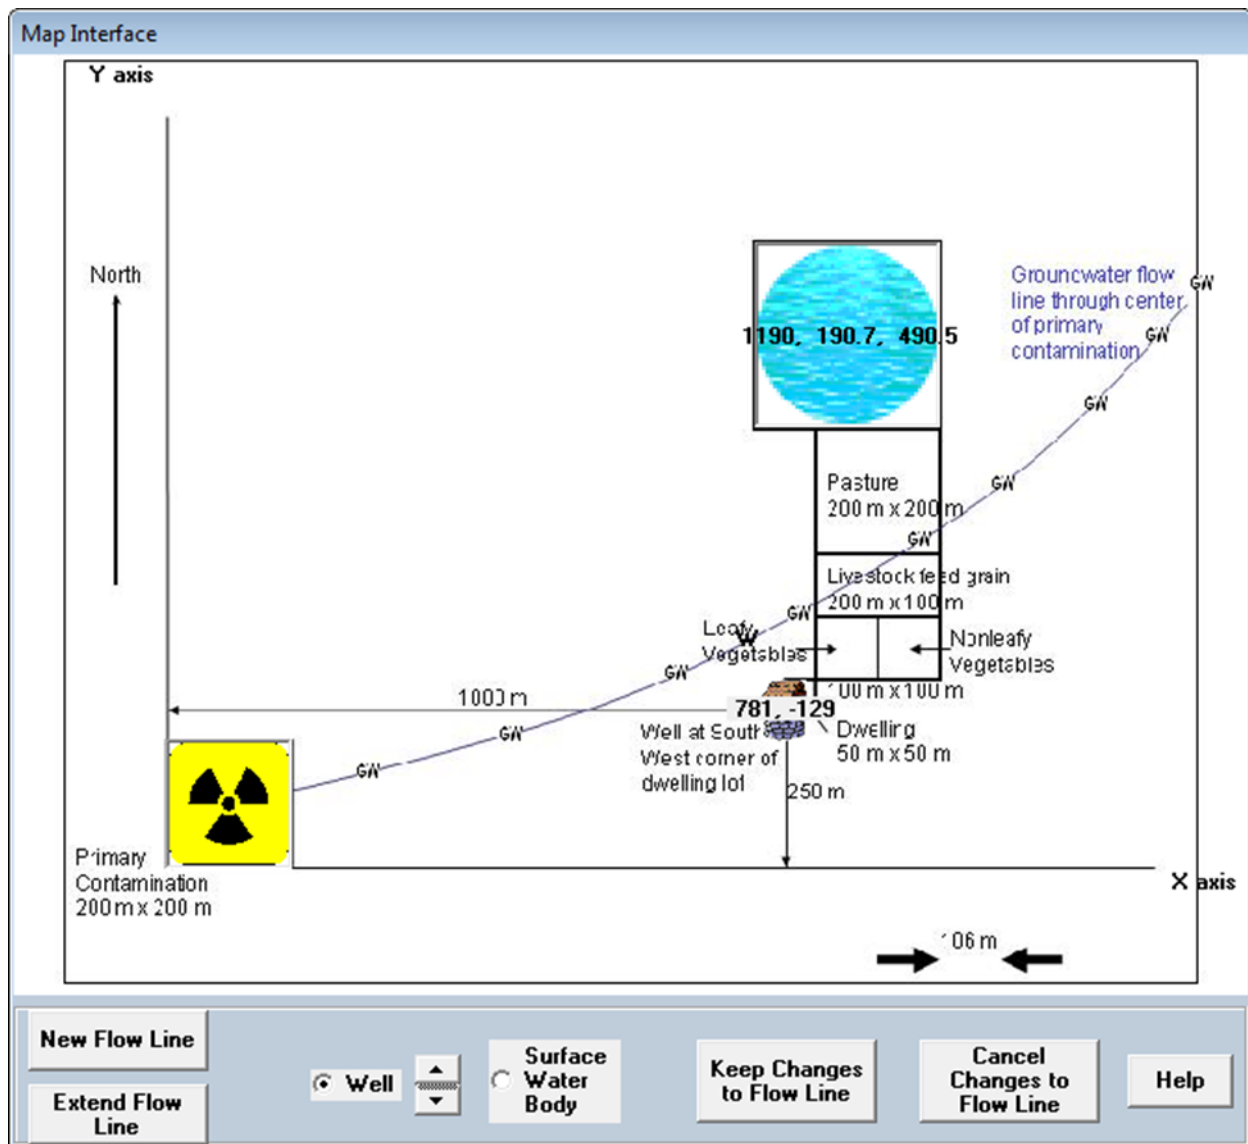 Map Interface
Y axis
North
Groundwater flow
line through center
of primary
contamination
GW
GW
1190, 190.7, 490.5
GW
Pasture
200 m x 200 m
GW
GW
Livestock feed grain
200 m x 100 m
GW
Leafy
Vegetables
W
Nonleafy
Vegetables
GW
100 m x 100 m
1000 m
781, -129
Well at South
West corner of
dwelling lot
Dwelling
50 m x 50 m
GW
GW
250 m
Primary
Contamination
200 m x 200 m
X axis
106 m
New Flow Line
Extend Flow
Line
Well
Surface
Water
Body
Keep Changes
to Flow Line
Cancel
Changes to
Flow Line
Help